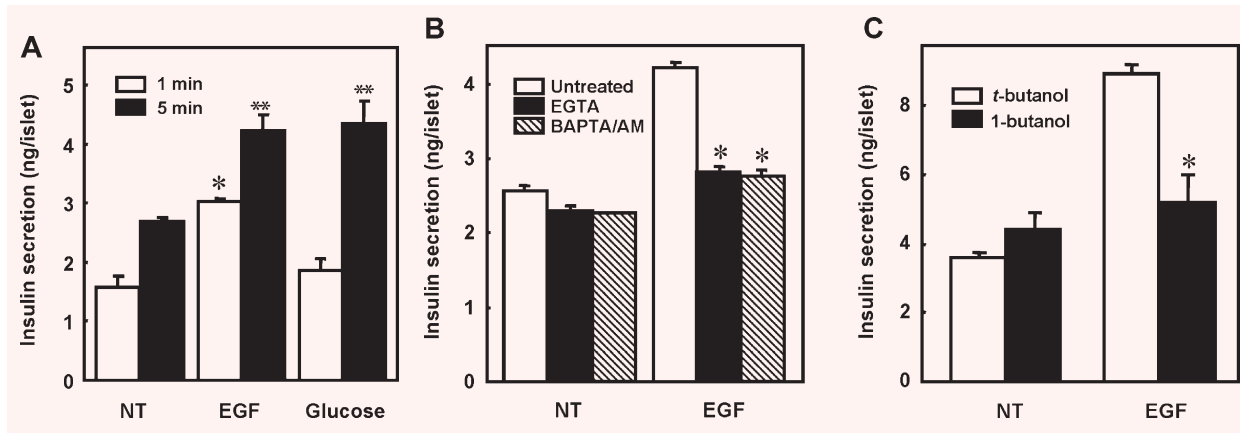 A
Insulin secretion (ng/islet)
5
4
3
2
1
0
1 min
5 min
*
**
**
NT
EGF
Glucose
B
Insulin secretion (ng/islet)
4
3
2
1
0
Untreated
EGTA
BAPTA/AM
*
*
NT
EGF
C
Insulin secretion (ng/islet)
8
6
4
2
0
t-butanol
1-butanol
*
NT
EGF